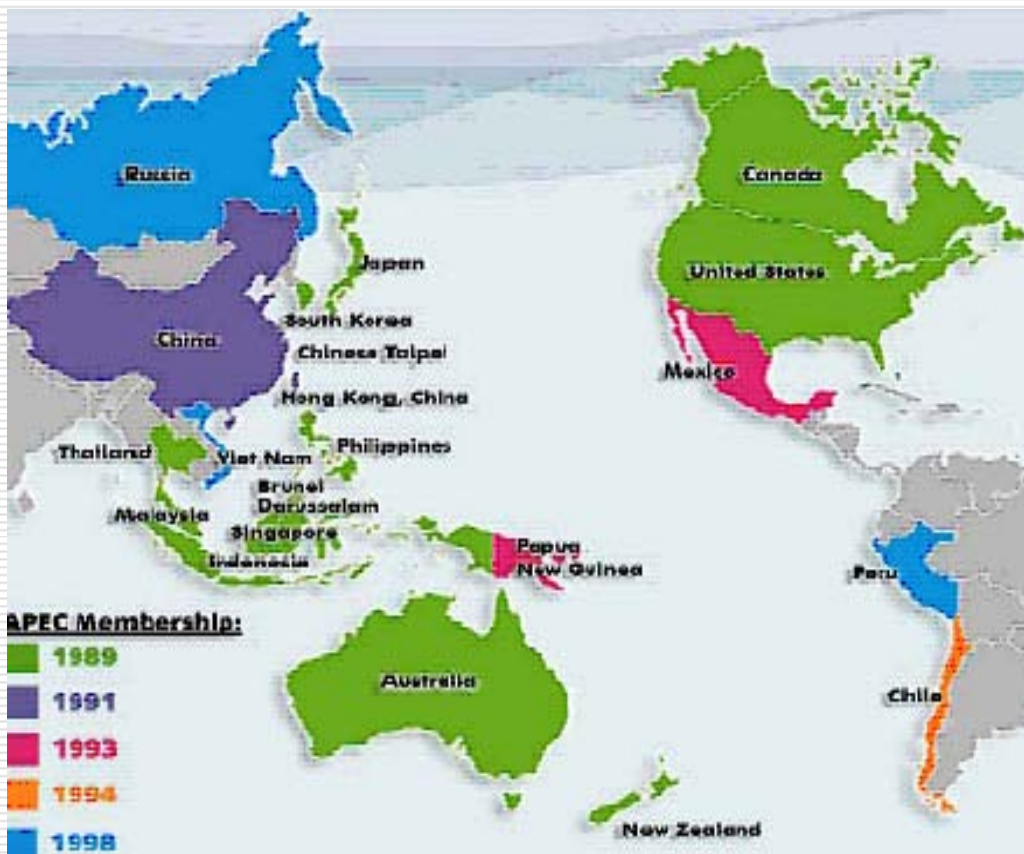 Russia
Canada
Japan
United States
South Korea
China
Chinese Taipei
Mexico
Hong Kong, China
Philippines
Thailand
Viet Nam
Brunei
Darussalam
Malaysia
Singapore
Indonesia
Papua
New Guinea
Peru
APEC Membership:
1989
Australia
1991
Chile
1993
1994
New Zealand
1998